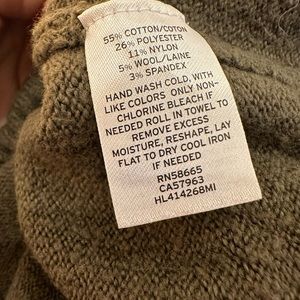 55% COTTON/COTON
26% POLYESTER
11% NYLON
5% WOOL/LAINE
3% SPANDEX
HAND WASH COLD, WITH
LIKE COLORS ONLY NON-
CHLORINE BLEACH IF
NEEDED ROLL IN TOWEL TO
REMOVE EXCESS
MOISTURE, RESHAPE, LAY
FLAT TO DRY COOL IRON
IF NEEDED
RN58665
CA57963
HL414268MI